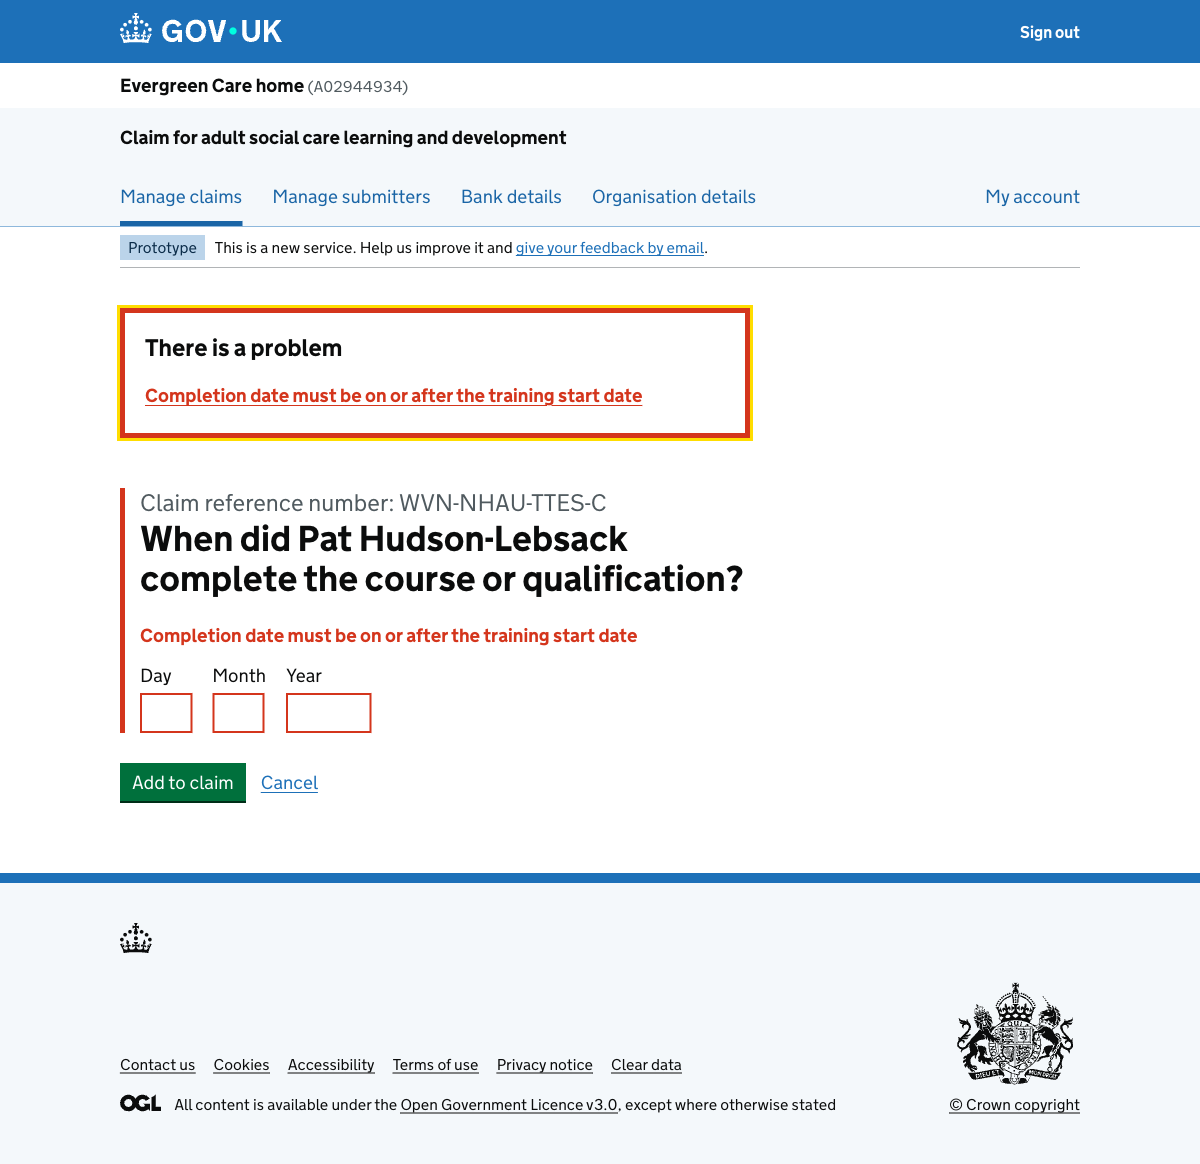 GOV·UK
Sign out
Evergreen Care home (A02944934)
Claim for adult social care learning and development
Manage claims Manage submitters Bank details Organisation details My account
Prototype This is a new service. Help us improve it and give your feedback by email.
There is a problem
Completion date must be on or after the training start date
Claim reference number: WVN-NHAU-TTES-C
When did Pat Hudson-Lebsack
complete the course or qualification?
Completion date must be on or after the training start date
Day Month Year
Add to claim Cancel
Contact us Cookies Accessibility Terms of use Privacy notice Clear data
OGL All content is available under the Open Government Licence v3.0, except where otherwise stated
© Crown copyright